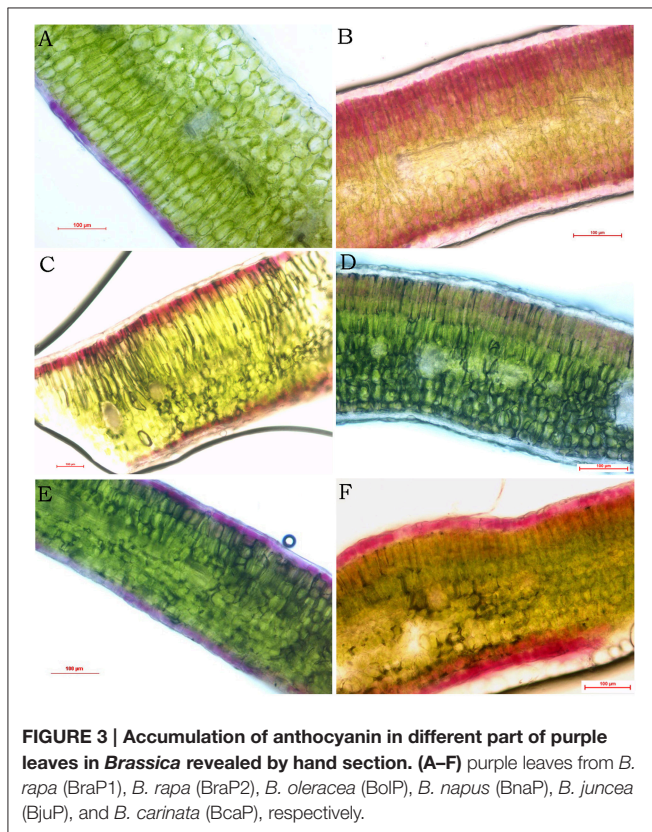 A
B
100 µm
100 µm
C
D
100 µm
E
F
100 µm
100 µm
FIGURE 3 | Accumulation of anthocyanin in different part of purple
leaves in Brassica revealed by hand section. (A–F) purple leaves from B.
rapa (BraP1), B. rapa (BraP2), B. oleracea (BolP), B. napus (BnaP), B. juncea
(BjuP), and B. carinata (BcaP), respectively.